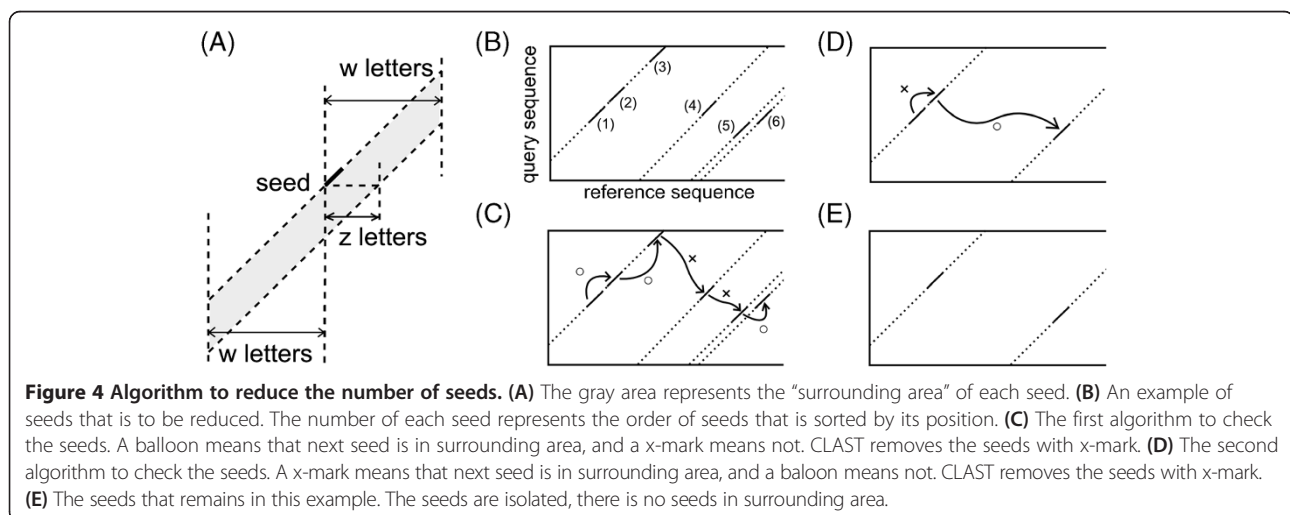 (A)
w letters
seed
z letters
w letters
(B)
query sequence
(1)
(2)
(3)
(4)
(5)
(6)
reference sequence
(D)
×
○
(C)
○
○
×
×
○
(E)
Figure 4 Algorithm to reduce the number of seeds. (A) The gray area represents the “surrounding area” of each seed. (B) An example of
seeds that is to be reduced. The number of each seed represents the order of seeds that is sorted by its position. (C) The first algorithm to check
the seeds. A balloon means that next seed is in surrounding area, and a x-mark means not. CLAST removes the seeds with x-mark. (D) The second
algorithm to check the seeds. A x-mark means that next seed is in surrounding area, and a baloon means not. CLAST removes the seeds with x-mark.
(E) The seeds that remains in this example. The seeds are isolated, there is no seeds in surrounding area.